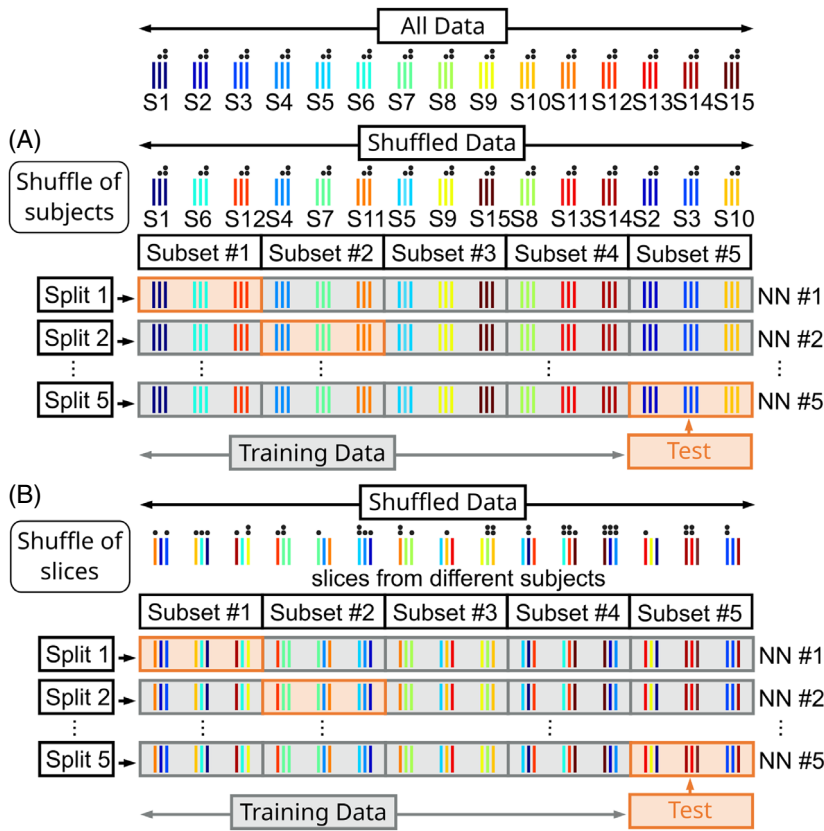 All Data
S1 S2 S3 S4 S5 S6 S7 S8 S9 S10 S11 S12 S13 S14 S15
(A)
Shuffled Data
Shuffle of
subjects
S1 S6 S12 S4 S7 S11 S5 S9 S15 S8 S13 S14 S2 S3 S10
Subset #1 Subset #2 Subset #3 Subset #4 Subset #5
Split 1 NN #1
Split 2 NN #2
Split 5 NN #5
Training Data Test
(B)
Shuffled Data
Shuffle of
slices
slices from different subjects
Subset #1 Subset #2 Subset #3 Subset #4 Subset #5
Split 1 NN #1
Split 2 NN #2
Split 5 NN #5
Training Data Test